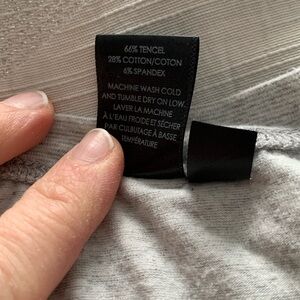 66% TENCEL
28% COTTON/COTON
6% SPANDEX
MACHINE WASH COLD
AND TUMBLE DRY ON LOW.
LAVER LA MACHINE
À L'EAU FROIDE ET SÉCHER
PAR CULBUTAGE À BASSE
TEMPÉRATURE